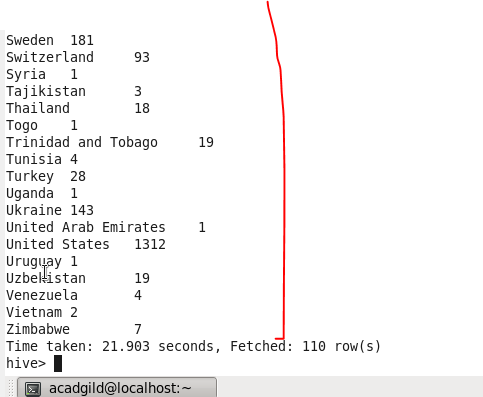 Sweden 181
Switzerland 93
Syria 1
Tajikistan 3
Thailand 18
Togo 1
Trinidad and Tobago 19
Tunisia 4
Turkey 28
Uganda 1
Ukraine 143
United Arab Emirates 1
United States 1312
Uruguay 1
Uzbekistan 19
Venezuela 4
Vietnam 2
Zimbabwe 7
Time taken: 21.903 seconds, Fetched: 110 row(s)
hive>
acadgild@localhost:~